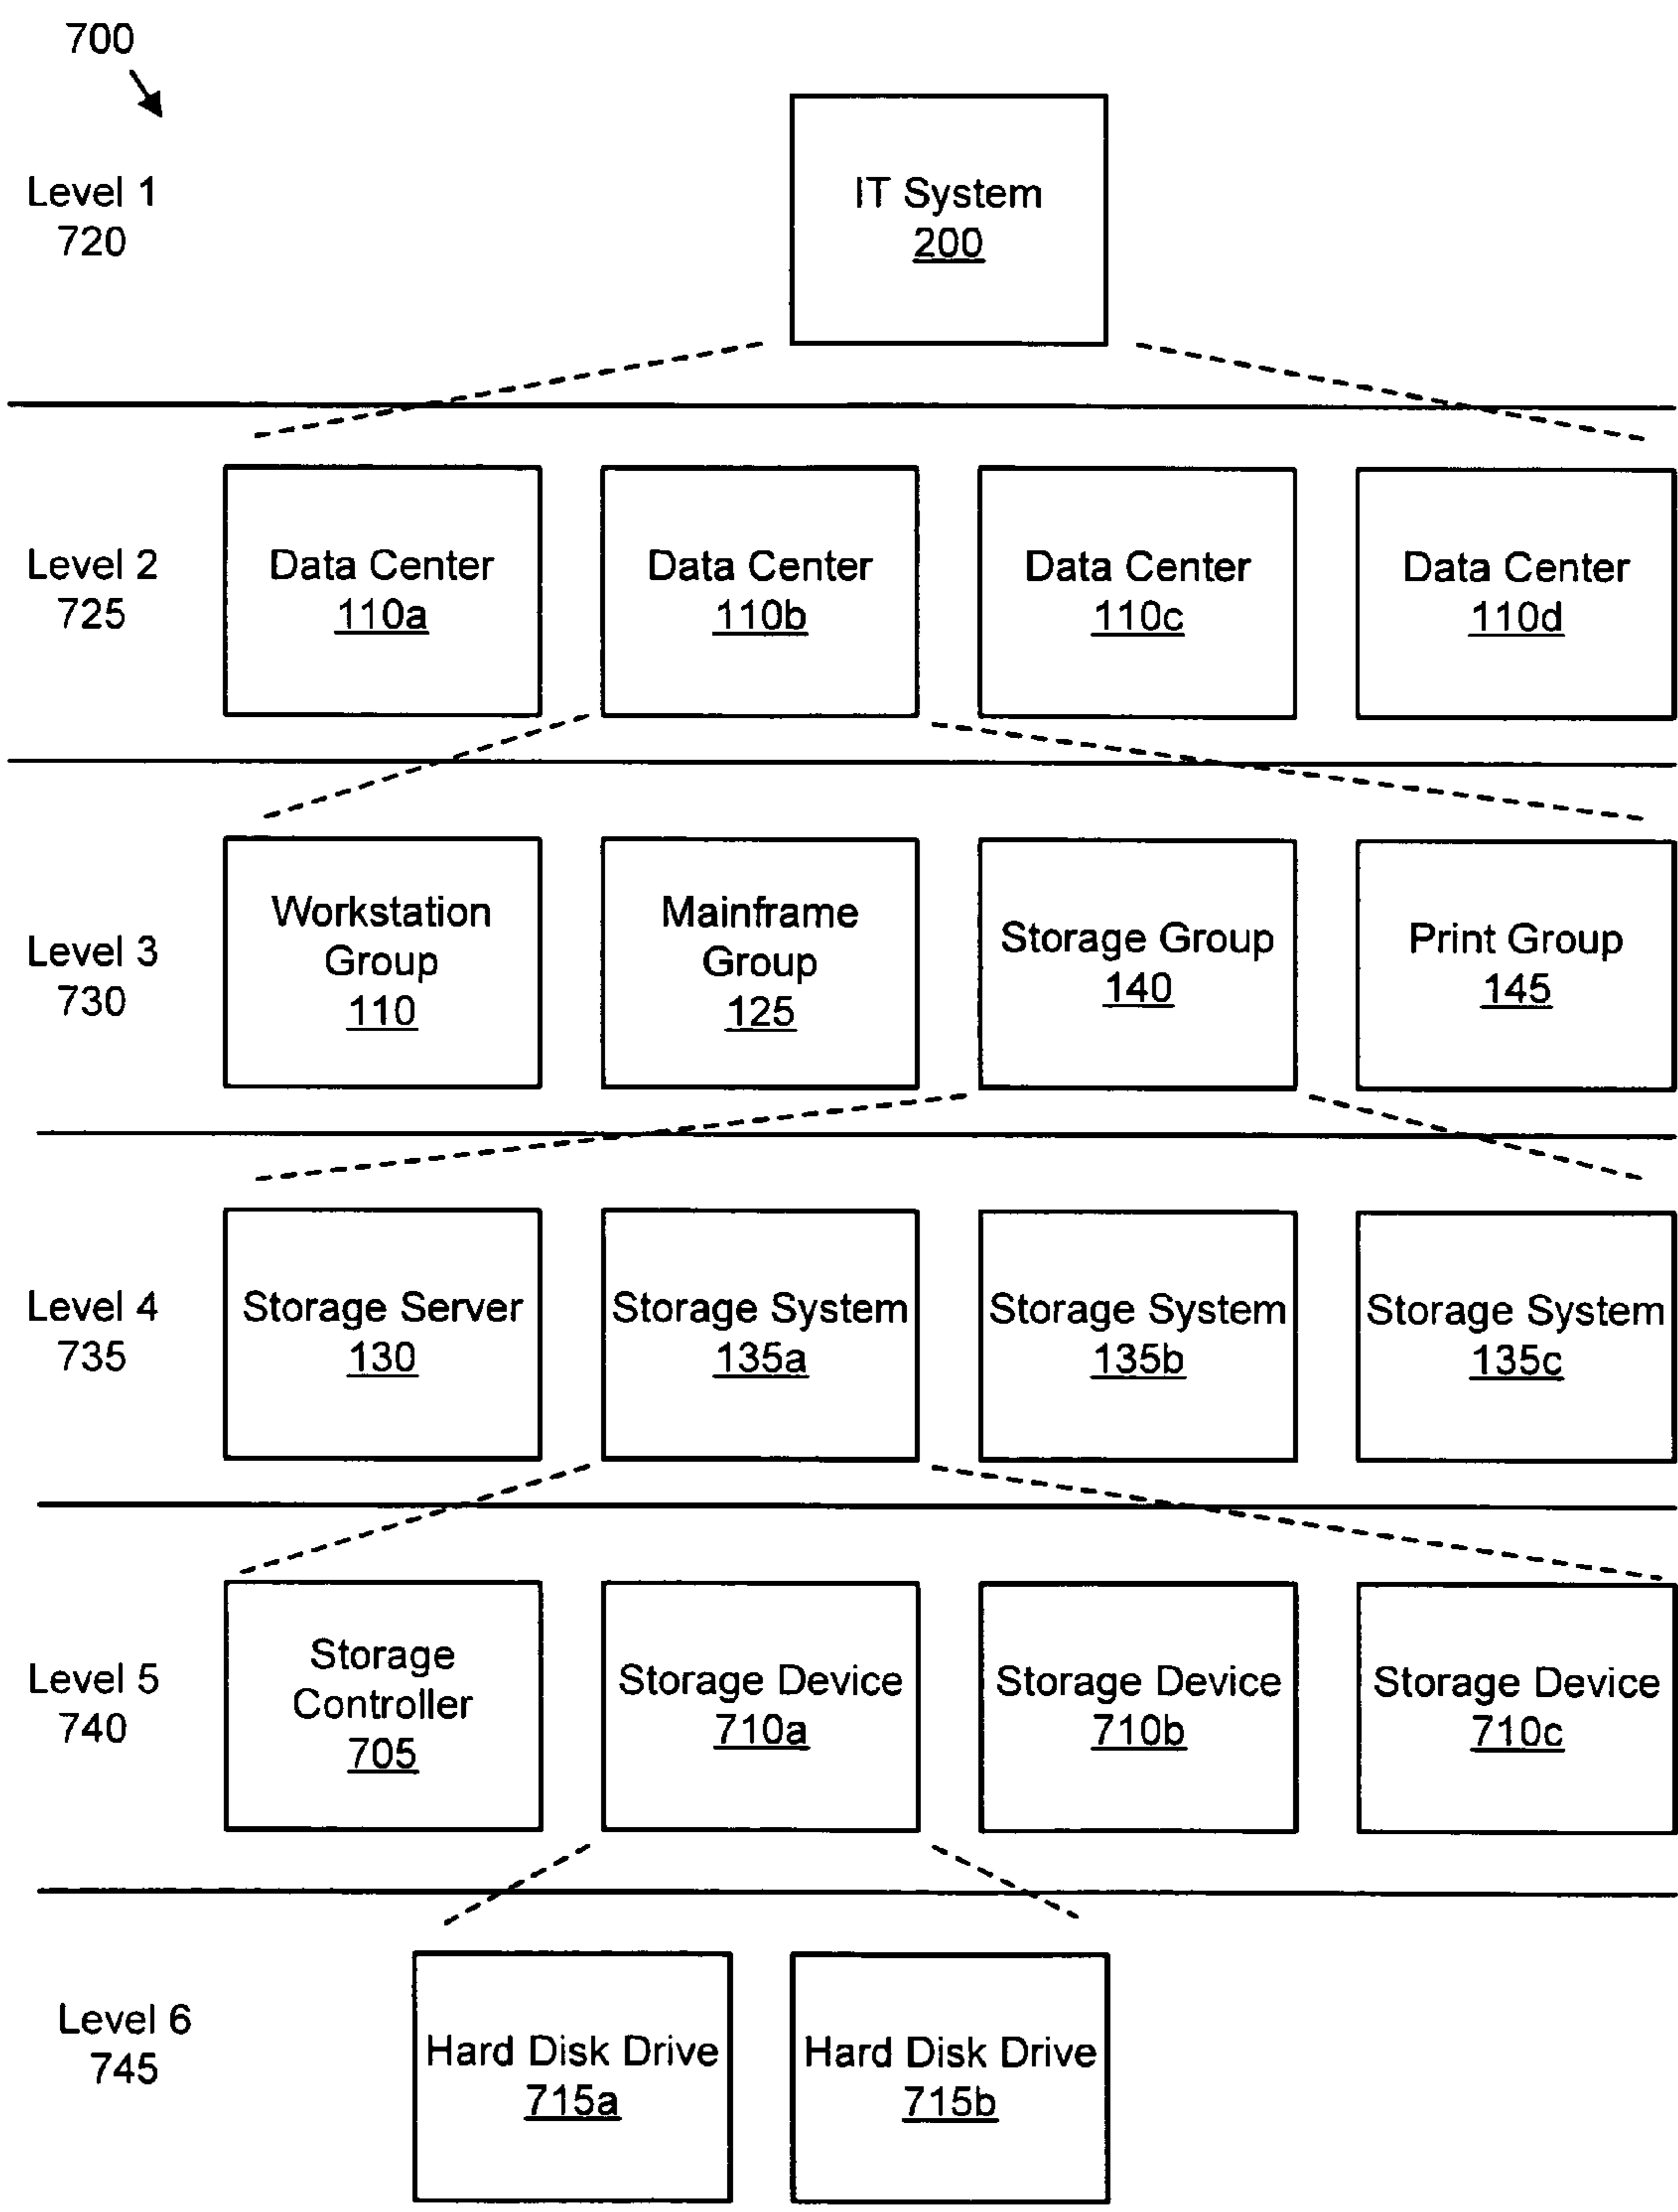 700
Level 1
720
IT System
200
Level 2
725
Data Center
110a
Data Center
110b
Data Center
110c
Data Center
110d
Level 3
730
Workstation
Group
110
Mainframe
Group
125
Storage Group
140
Print Group
145
Level 4
735
Storage Server
130
Storage System
135a
Storage System
135b
Storage System
135c
Level 5
740
Storage
Controller
705
Storage Device
710a
Storage Device
710b
Storage Device
710c
Level 6
745
Hard Disk Drive
715a
Hard Disk Drive
715b